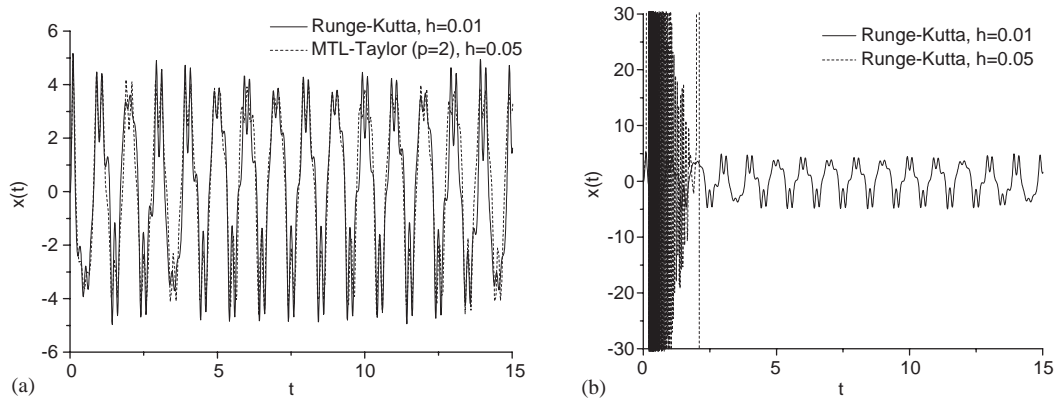 Runge-Kutta, h=0.01
MTL-Taylor (p=2), h=0.05
6
4
2
0
-2
-4
-6
x(t)
0
5
10
15
t
(a)
Runge-Kutta, h=0.01
Runge-Kutta, h=0.05
30
20
10
0
-10
-20
-30
x(t)
0
5
10
15
t
(b)